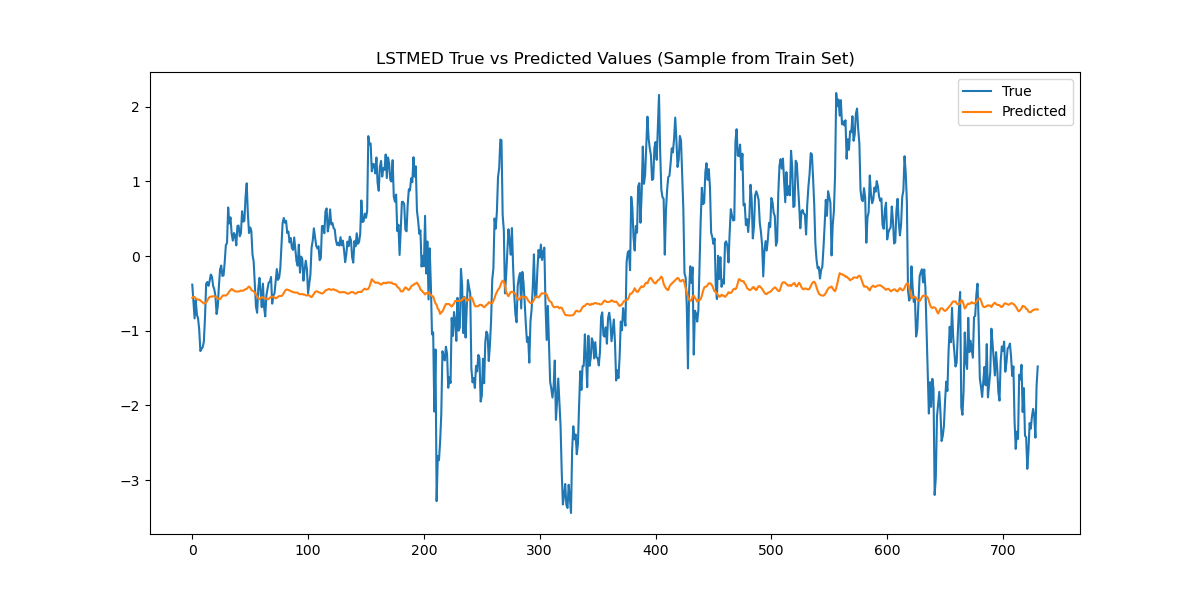 LSTMED True vs Predicted Values (Sample from Train Set)
True
Predicted
2
1
0
−1
−2
−3
0 100 200 300 400 500 600 700